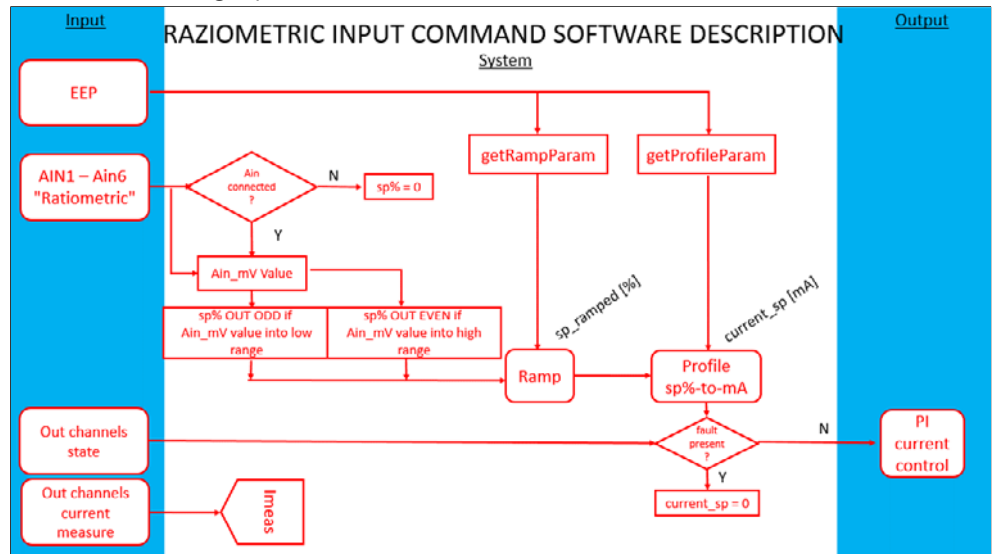 Input
RAZIOMETRIC INPUT COMMAND SOFTWARE DESCRIPTION
Output
System
EEP
getRampParam
getProfileParam
AIN1 – Ain6
"Ratiometric"
Ain
connected
?
N
sp% = 0
Y
Ain_mV Value
sp% OUT ODD if
Ain_mV value into low
range
sp% OUT EVEN if
Ain_mV value into high
range
sp_ramped [%]
current_sp [mA]
Ramp
Profile
sp%-to-mA
Out channels
state
fault
present
?
N
PI
current
control
Y
current_sp = 0
Out channels
current
measure
Imeas